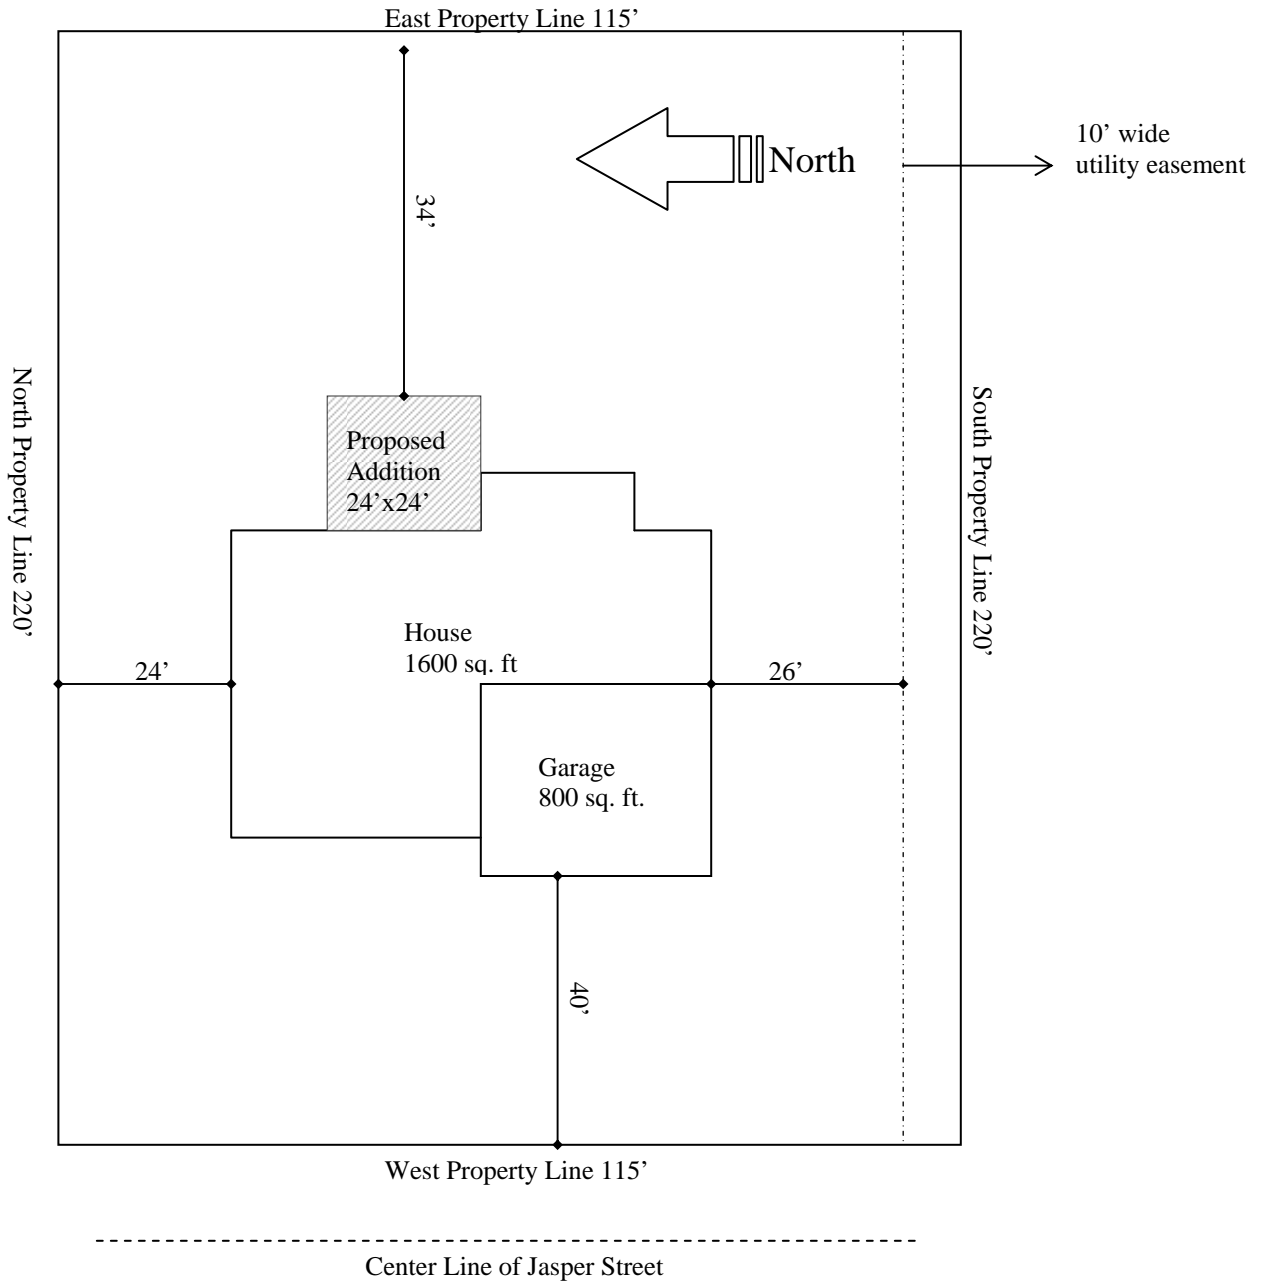 East Property Line 115’
10’ wide
utility easement
North
34’
North Property Line 220’
South Property Line 220’
Proposed
Addition
24’x24’
House
1600 sq. ft
24’
26’
Garage
800 sq. ft.
40’
West Property Line 115’
Center Line of Jasper Street